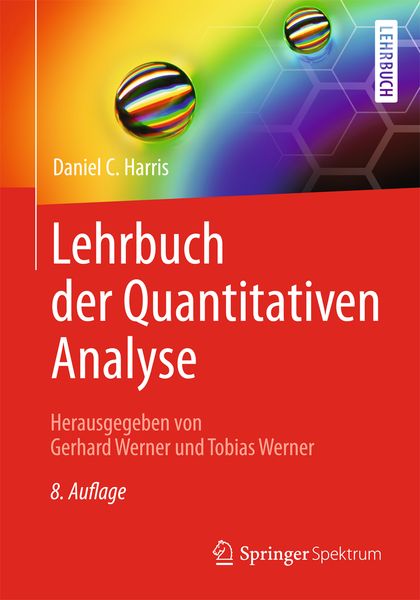 LEHRBUCH
Daniel C. Harris
Lehrbuch
der Quantitativen
Analyse
Herausgegeben von
Gerhard Werner und Tobias Werner
8. Auflage
Springer Spektrum